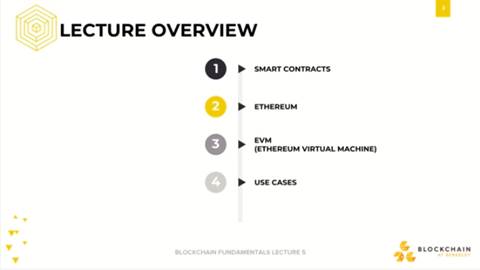 2
LECTURE OVERVIEW
1 SMART CONTRACTS
2 ETHEREUM
3 EVM
(ETHEREUM VIRTUAL MACHINE)
4 USE CASES
BLOCKCHAIN FUNDAMENTALS LECTURE 5
BLOCKCHAIN
AT BERKELEY